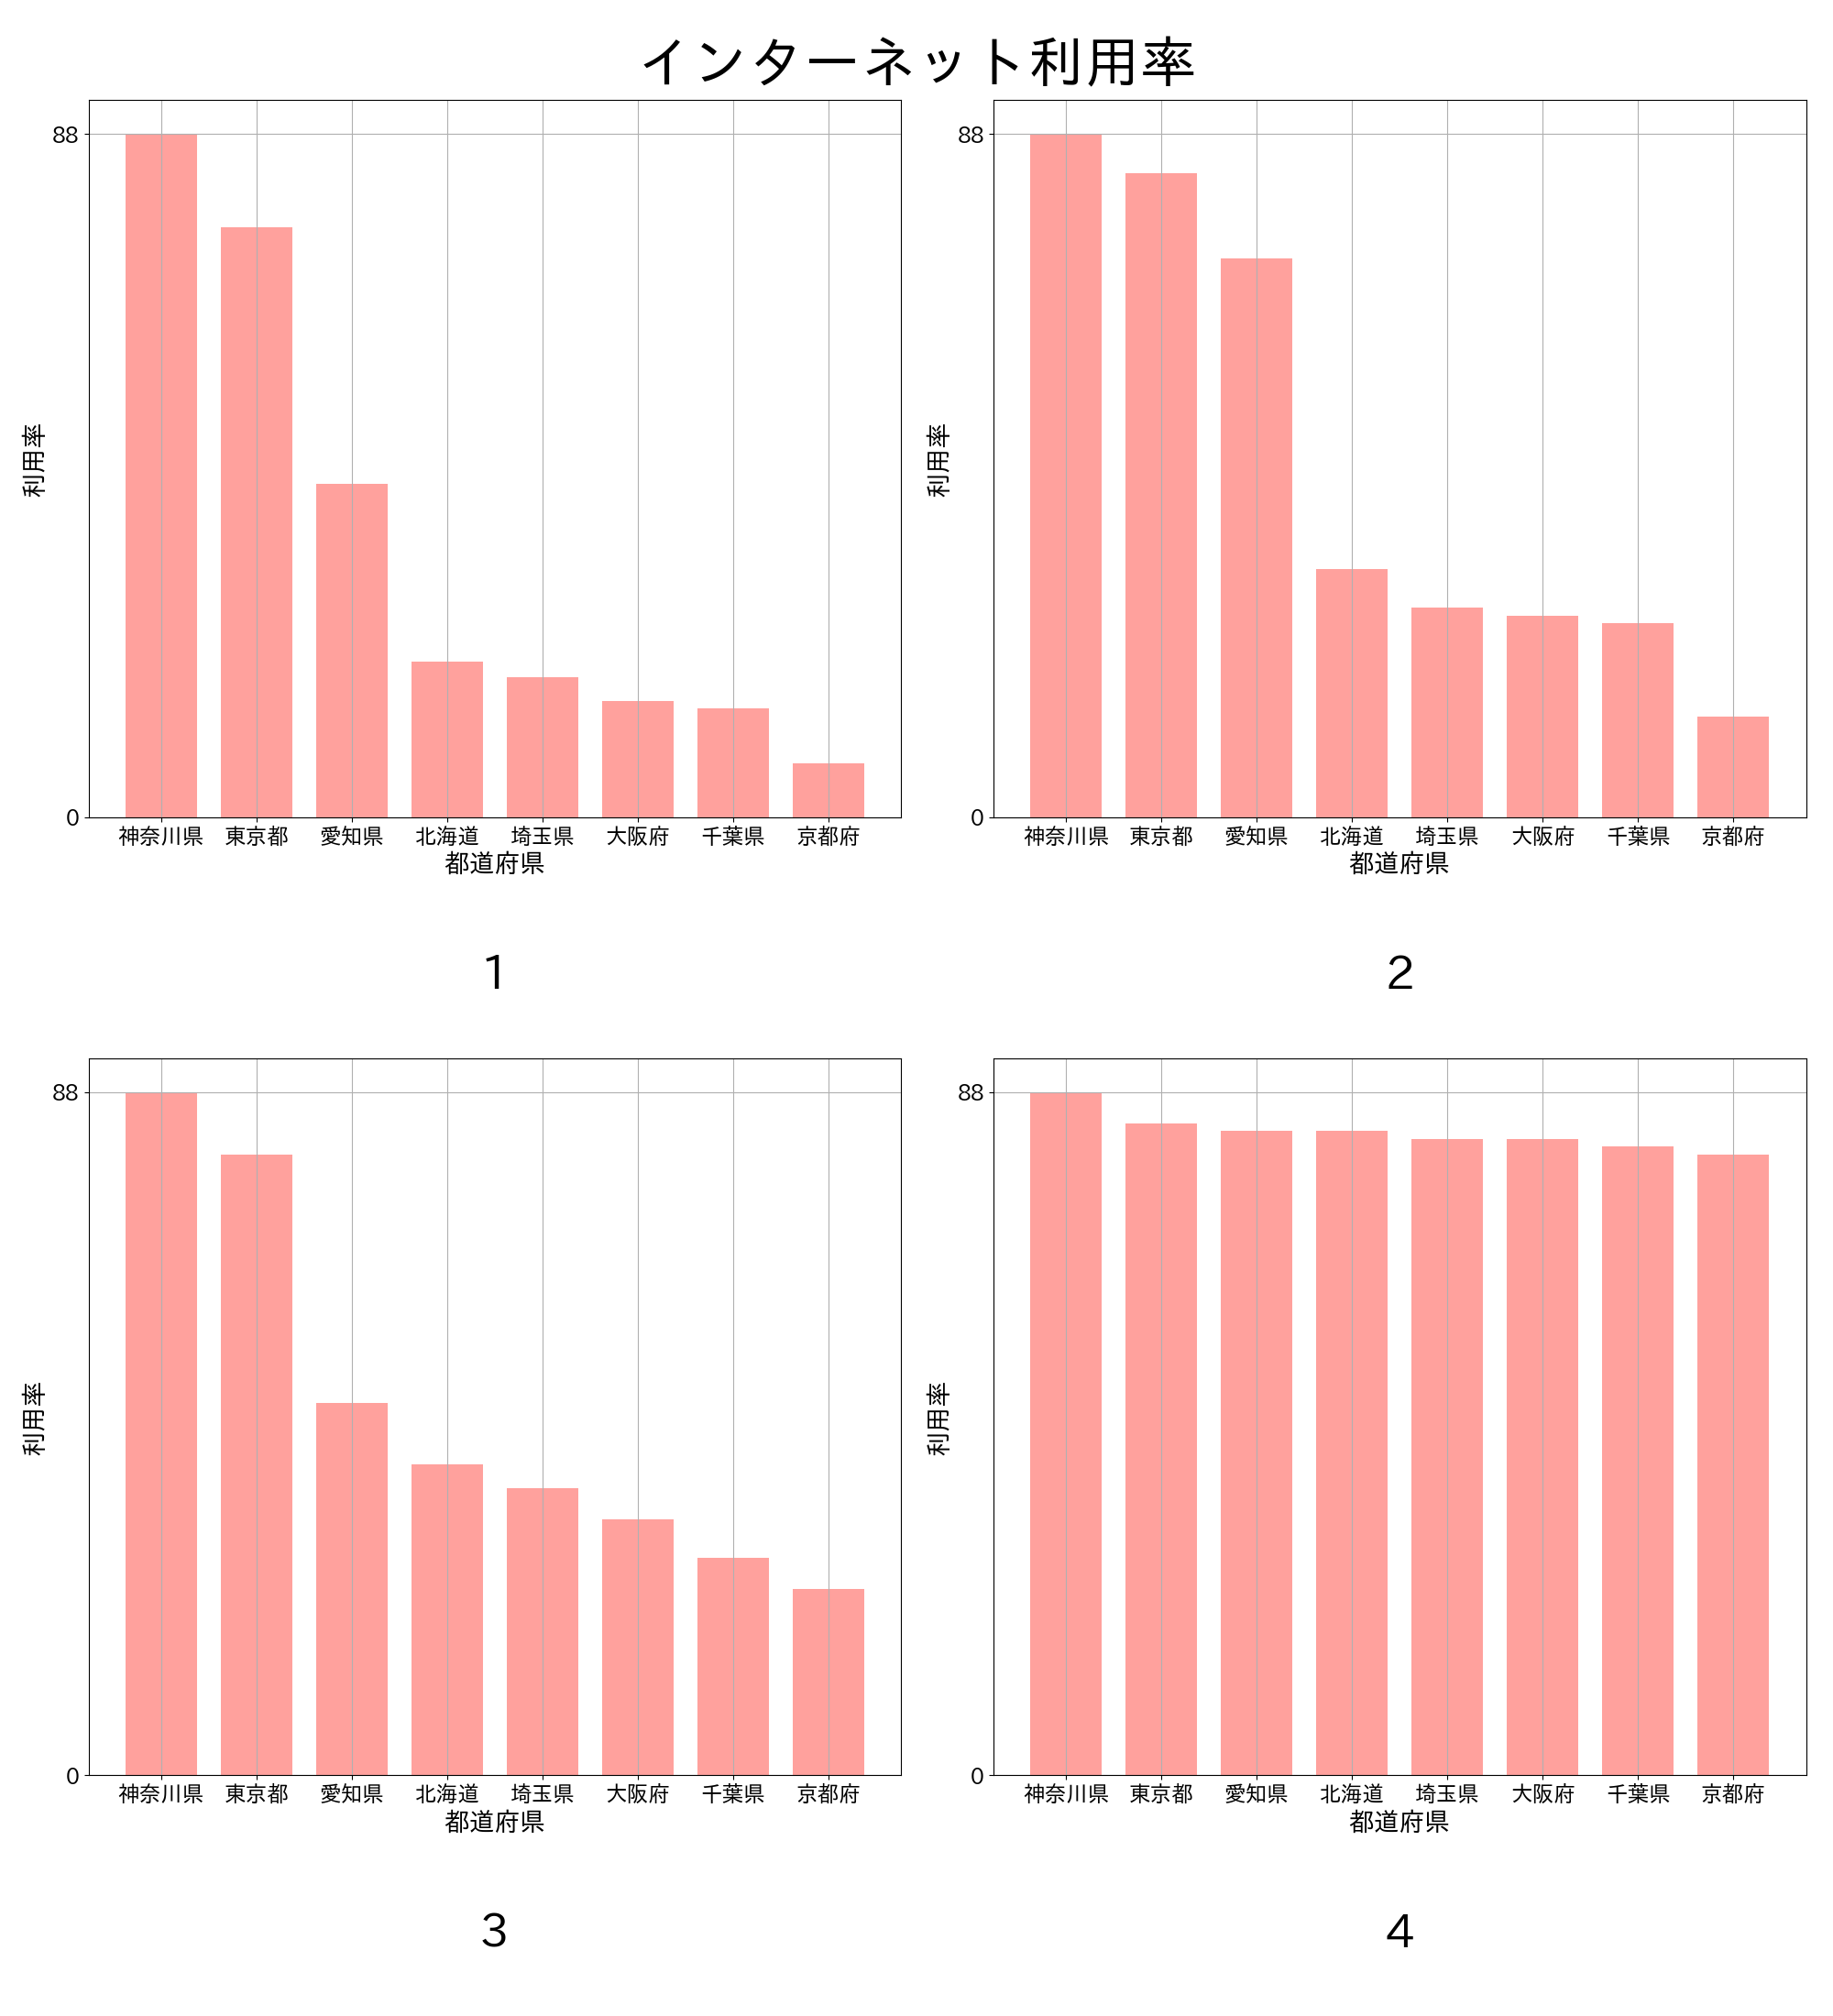 インターネット利用率
88
0
利用率
神奈川県 東京都 愛知県 北海道 埼玉県 大阪府 千葉県 京都府
都道府県
1
88
0
利用率
神奈川県 東京都 愛知県 北海道 埼玉県 大阪府 千葉県 京都府
都道府県
2
88
0
利用率
神奈川県 東京都 愛知県 北海道 埼玉県 大阪府 千葉県 京都府
都道府県
3
88
0
利用率
神奈川県 東京都 愛知県 北海道 埼玉県 大阪府 千葉県 京都府
都道府県
4